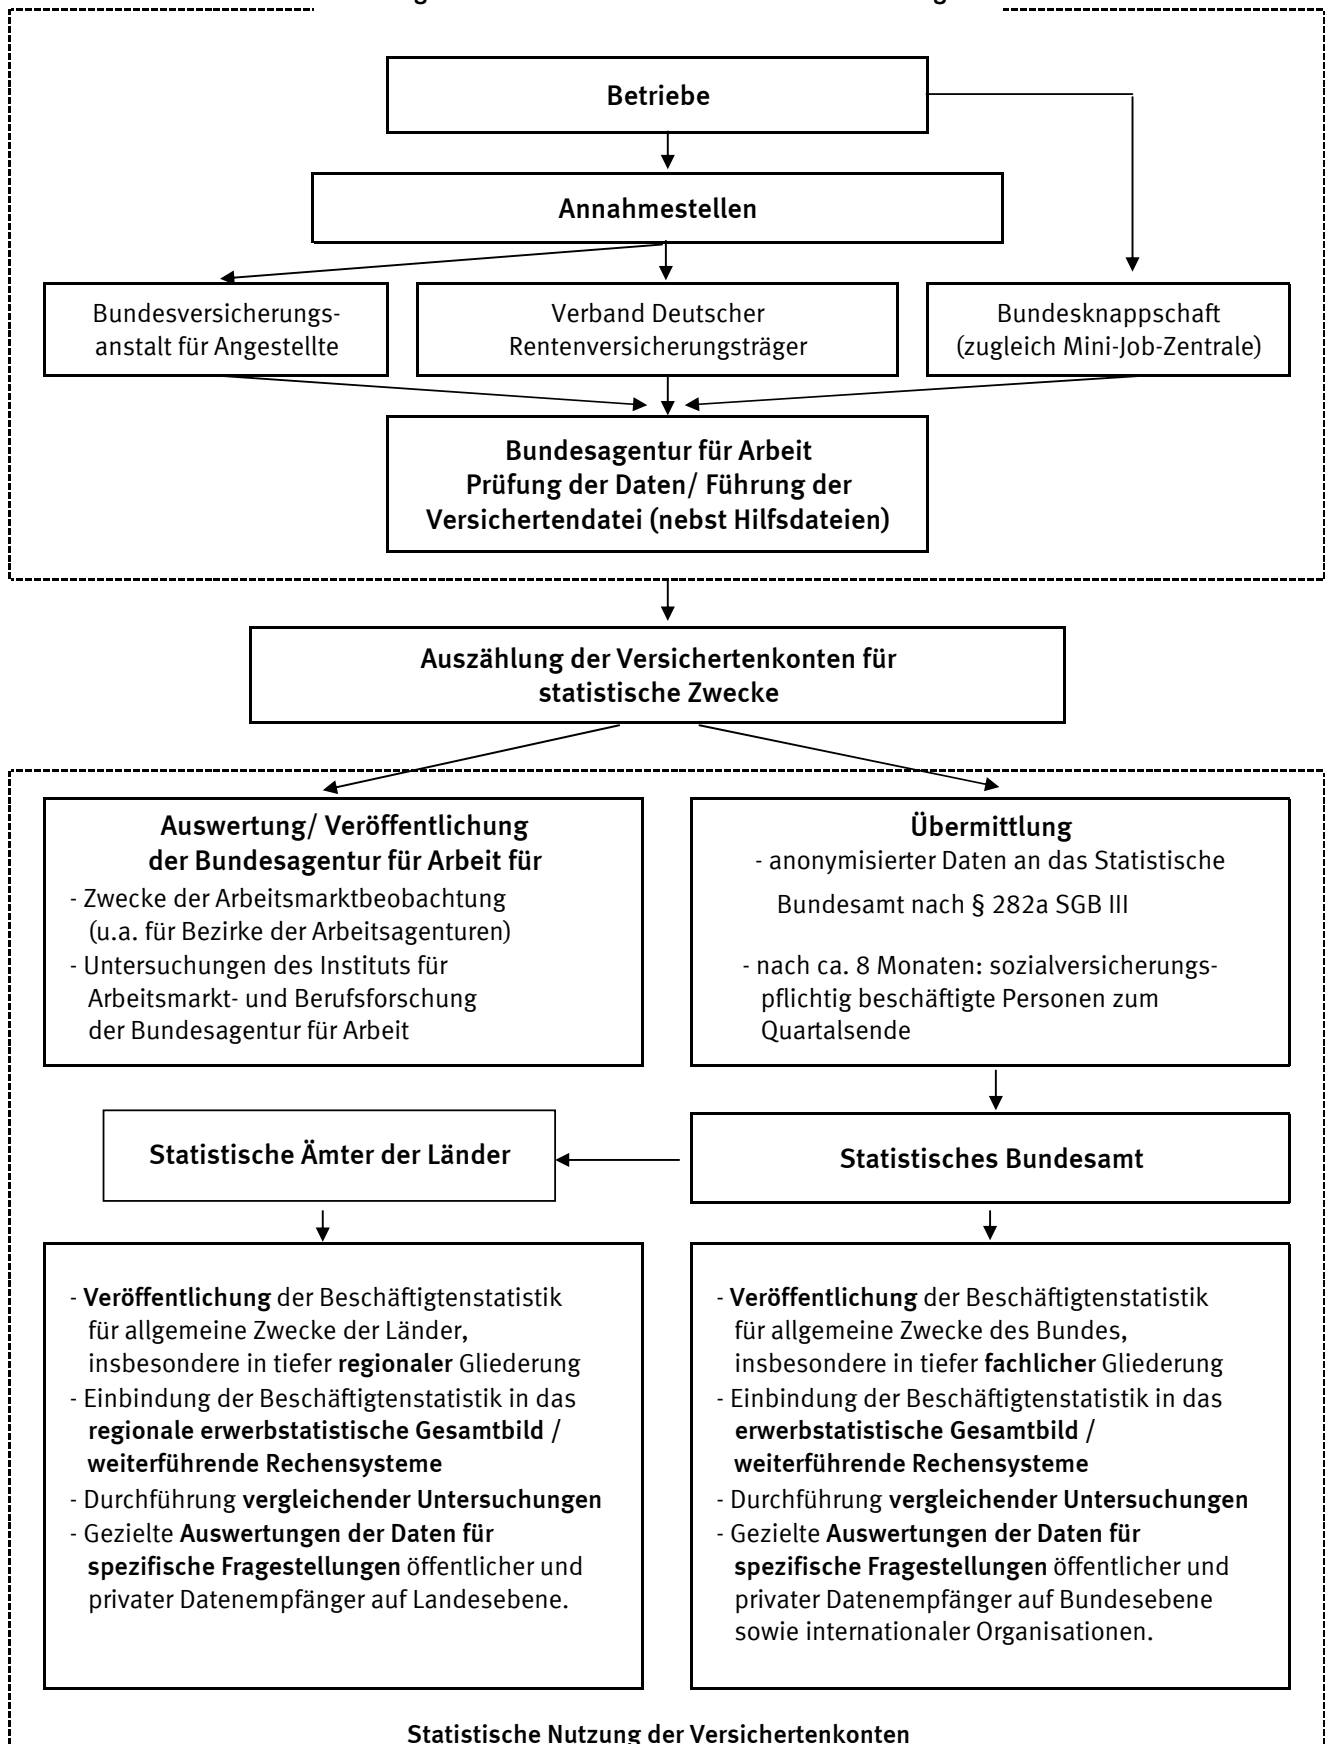 Betriebe
Annahmestellen
Bundesversicherungs-
anstalt für Angestellte
Verband Deutscher
Rentenversicherungsträger
Bundesknappschaft
(zugleich Mini-Job-Zentrale)
Bundesagentur für Arbeit
Prüfung der Daten/ Führung der
Versichertendatei (nebst Hilfsdateien)
Auszählung der Versichertenkonten für
statistische Zwecke
Auswertung/ Veröffentlichung
der Bundesagentur für Arbeit für
- Zwecke der Arbeitsmarktbeobachtung
(u.a. für Bezirke der Arbeitsagenturen)
- Untersuchungen des Instituts für
Arbeitsmarkt- und Berufsforschung
der Bundesagentur für Arbeit
Übermittlung
- anonymisierter Daten an das Statistische
Bundesamt nach § 282a SGB III
- nach ca. 8 Monaten: sozialversicherungs-
pflichtig beschäftigte Personen zum
Quartalsende
Statistische Ämter der Länder
Statistisches Bundesamt
- Veröffentlichung der Beschäftigtenstatistik
für allgemeine Zwecke der Länder,
insbesondere in tiefer regionaler Gliederung
- Einbindung der Beschäftigtenstatistik in das
regionale erwerbstatistische Gesamtbild /
weiterführende Rechensysteme
- Durchführung vergleichender Untersuchungen
- Gezielte Auswertungen der Daten für
spezifische Fragestellungen öffentlicher und
privater Datenempfänger auf Landesebene.
- Veröffentlichung der Beschäftigtenstatistik
für allgemeine Zwecke des Bundes,
insbesondere in tiefer fachlicher Gliederung
- Einbindung der Beschäftigtenstatistik in das
erwerbstatistische Gesamtbild /
weiterführende Rechensysteme
- Durchführung vergleichender Untersuchungen
- Gezielte Auswertungen der Daten für
spezifische Fragestellungen öffentlicher und
privater Datenempfänger auf Bundesebene
sowie internationaler Organisationen.
Statistische Nutzung der Versichertenkonten